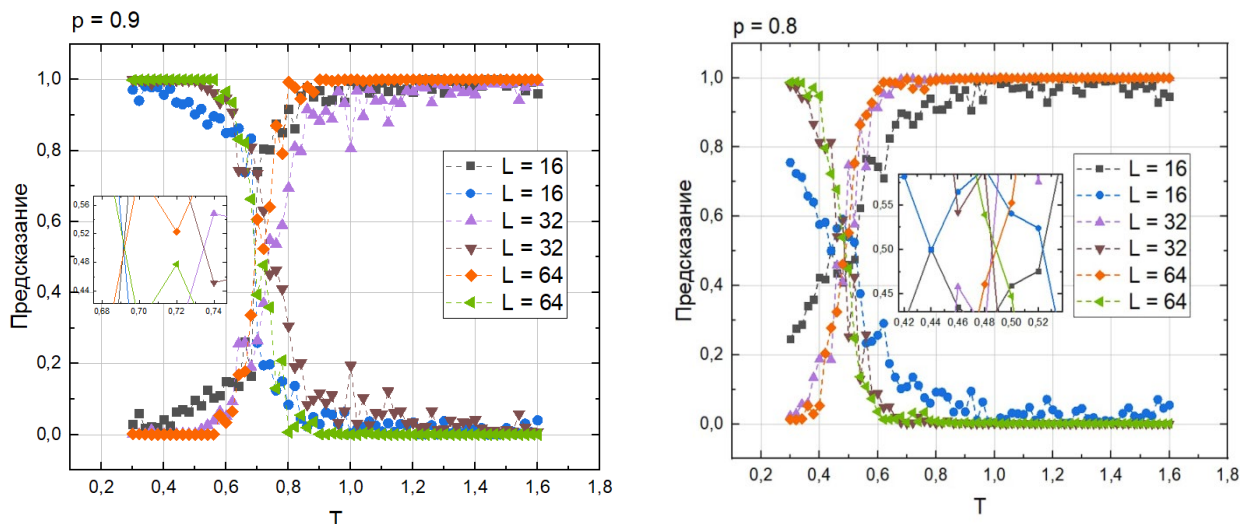 p = 0.9
1,0
0,8
0,6
0,4
0,2
0,0
Предсказание
0,2 0,4 0,6 0,8 1,0 1,2 1,4 1,6 1,8
T
L = 16
L = 16
L = 32
L = 32
L = 64
L = 64
0,56
0,52
0,48
0,44
0,68 0,70 0,72 0,74
p = 0.8
1,0
0,8
0,6
0,4
0,2
0,0
Предсказание
0,2 0,4 0,6 0,8 1,0 1,2 1,4 1,6 1,8
T
L = 16
L = 16
L = 32
L = 32
L = 64
L = 64
0,55
0,50
0,45
0,42 0,44 0,46 0,48 0,50 0,52